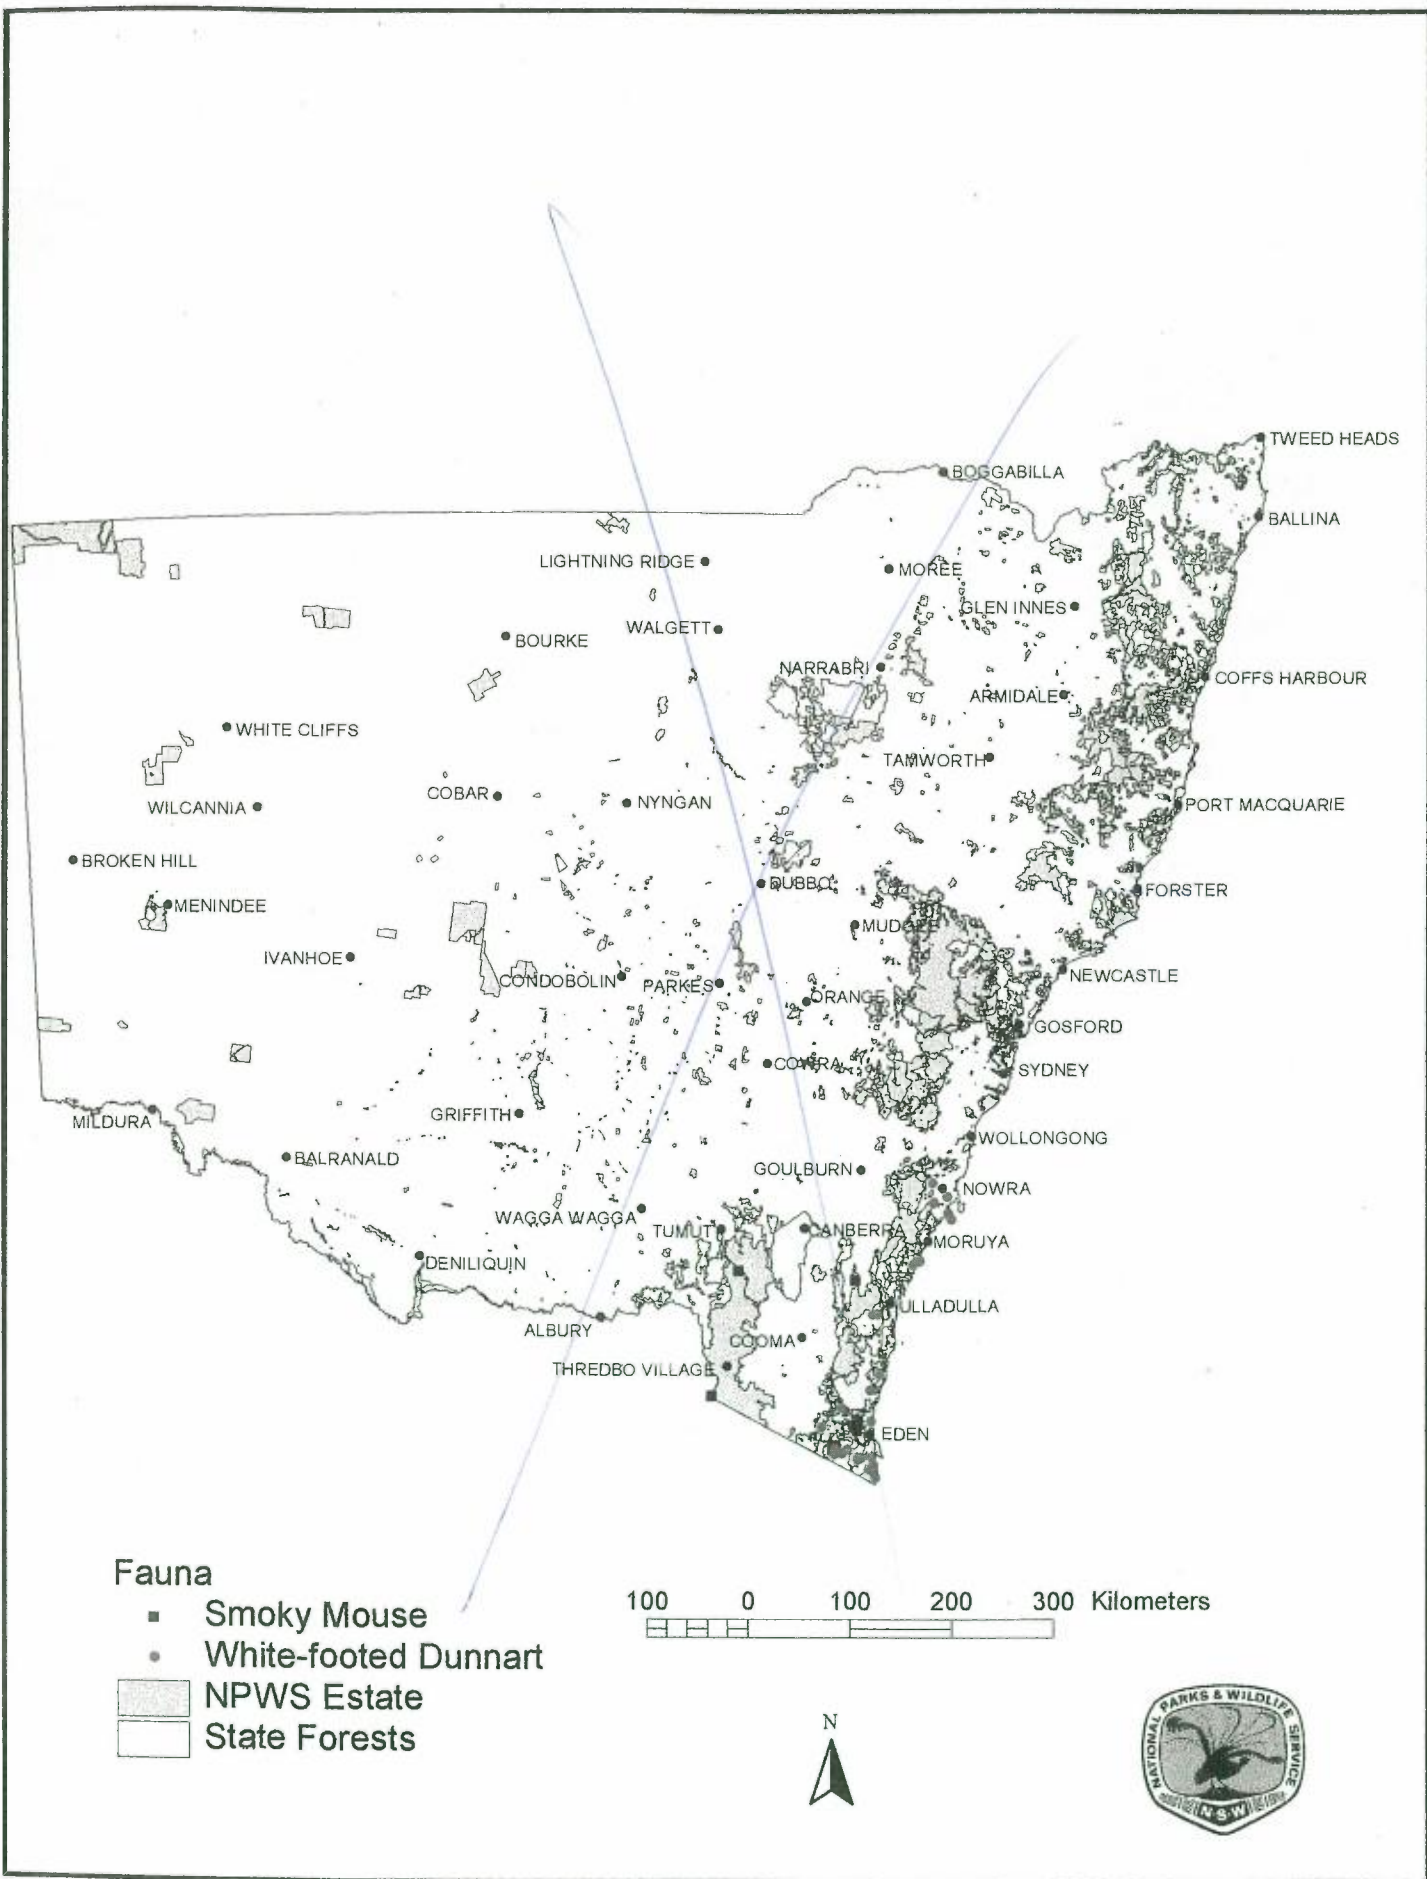 TWEED HEADS
BOGGABILLA
BALLINA
LIGHTNING RIDGE
MOREE
GLEN INNES
WALGETT
BOURKE
NARRABRI
COFFS HARBOUR
ARMIDALE
WHITE CLIFFS
TAMWORTH
COBAR
NYNGAN
PORT MACQUARIE
WILCANNIA
BROKEN HILL
DUBBO
FORSTER
MENINDEE
MUDGEE
IVANHOE
NEWCASTLE
CONDOBOLIN
PARKES
ORANGE
GOSFORD
COWRA
SYDNEY
GRIFFITH
MILDURA
WOLLONGONG
BALRANALD
GOULBURN
NOWRA
WAGGA WAGGA
TUMUT
CANBERRA
MORUYA
DENILIQUIN
ULLADULLA
ALBURY
COOMA
THREDBO VILLAGE
EDEN
Fauna
Smoky Mouse
White-footed Dunnart
NPWS Estate
State Forests
100 0 100 200 300 Kilometers
N
NATIONAL PARKS & WILDLIFE SERVICE
N·S·W